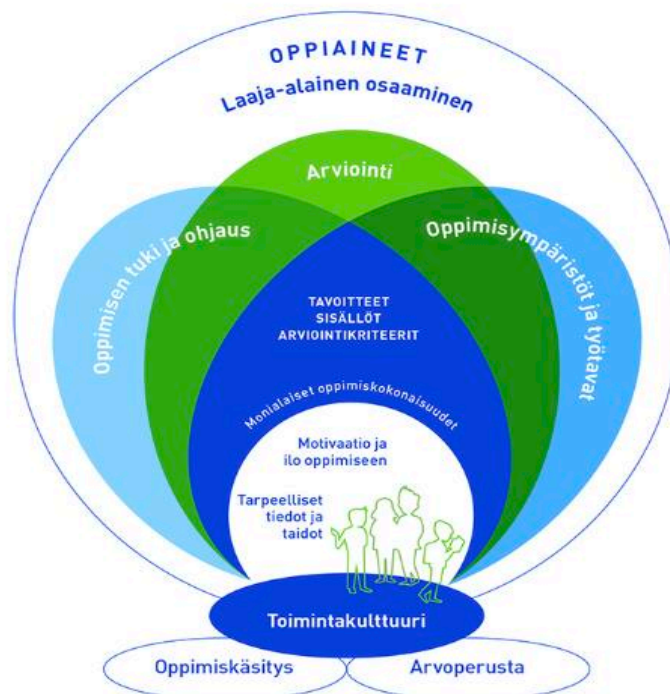 OPPIAINEET
Laaja-alainen osaaminen
Arviointi
Oppimisen tuki ja ohjaus
Oppimisympäristöt ja työtavat
TAVOITTEET
SISÄLLÖT
ARVIOINTIKRITEERIT
Monialaiset oppimiskokonaisuudet
Motivaatio ja
ilo oppimiseen
Tarpeelliset
tiedot ja
taidot
Toimintakulttuuri
Oppimiskäsitys
Arvoperusta